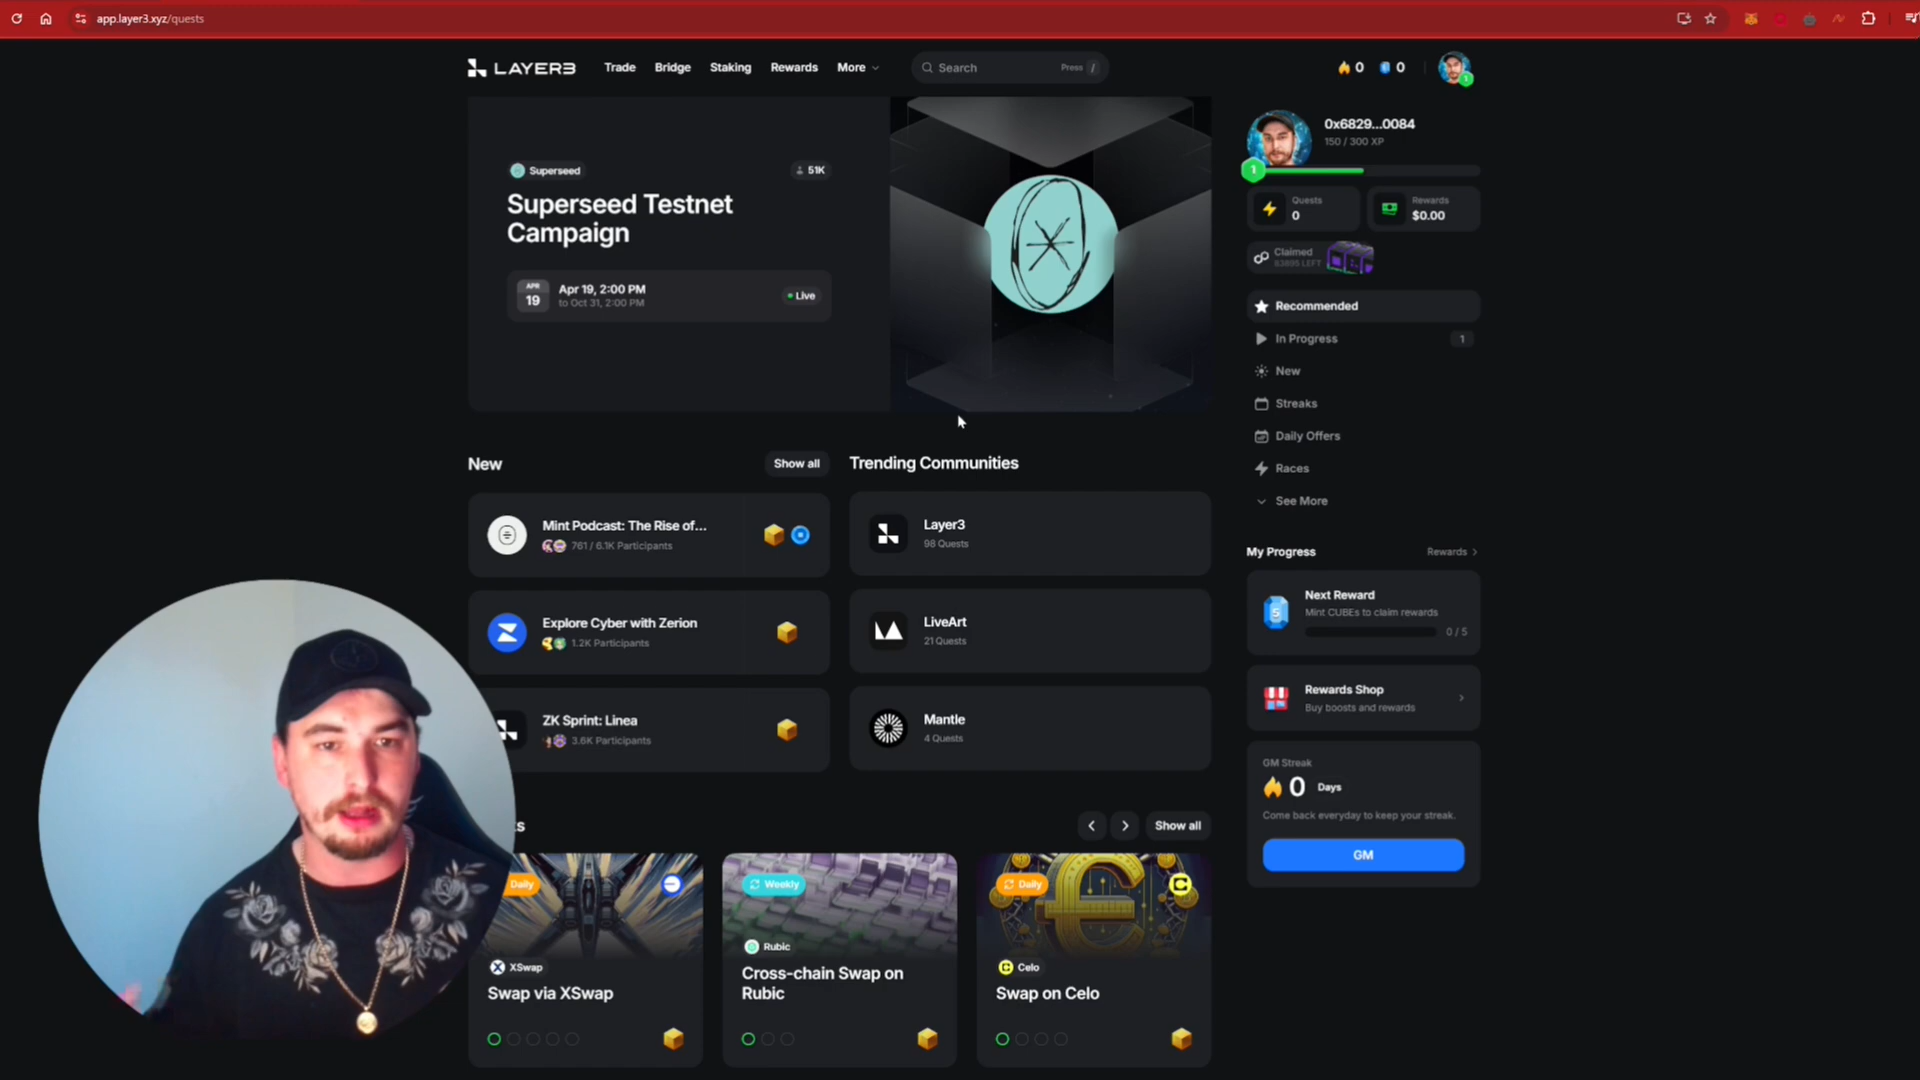 app.layer3.xyz/quests
LAYER3
Trade
Bridge
Staking
Rewards
More
Search
Press /
0
0
1
Superseed
51K
Superseed Testnet
Campaign
APR
19
Apr 19, 2:00 PM
to Oct 31, 2:00 PM
Live
0x6829...0084
150 / 300 XP
1
Quests
0
Rewards
$0.00
Claimed
93695 LEFT
Recommended
In Progress
1
New
Streaks
Daily Offers
Races
See More
New
Show all
Mint Podcast: The Rise of...
761 / 6.1K Participants
Explore Cyber with Zerion
1.2K Participants
ZK Sprint: Linea
3.6K Participants
Trending Communities
Layer3
98 Quests
LiveArt
21 Quests
Mantle
4 Quests
My Progress
Rewards
Next Reward
Mint CUBEs to claim rewards
0 / 5
5
Rewards Shop
Buy boosts and rewards
GM Streak
0 Days
Come back everyday to keep your streak.
GM
Show all
Daily
XSwap
Swap via XSwap
Weekly
Rubic
Cross-chain Swap on
Rubic
Daily
Celo
Swap on Celo